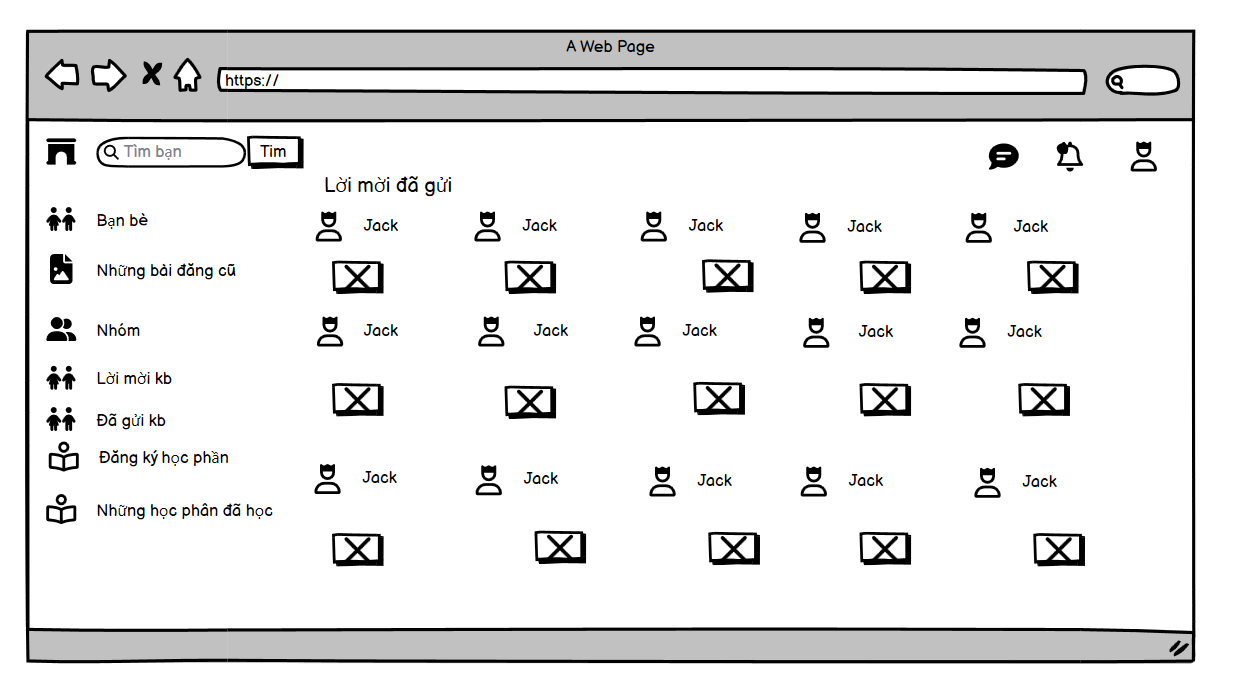 A Web Page
https://
Tìm bạn
Tim
Lời mời đã gửi
Bạn bè
Jack Jack Jack Jack Jack
Những bài đăng cũ
Nhóm
Jack Jack Jack Jack Jack
Lời mời kb
Đã gửi kb
Đăng ký học phần
Jack Jack Jack Jack Jack
Những học phân đã học